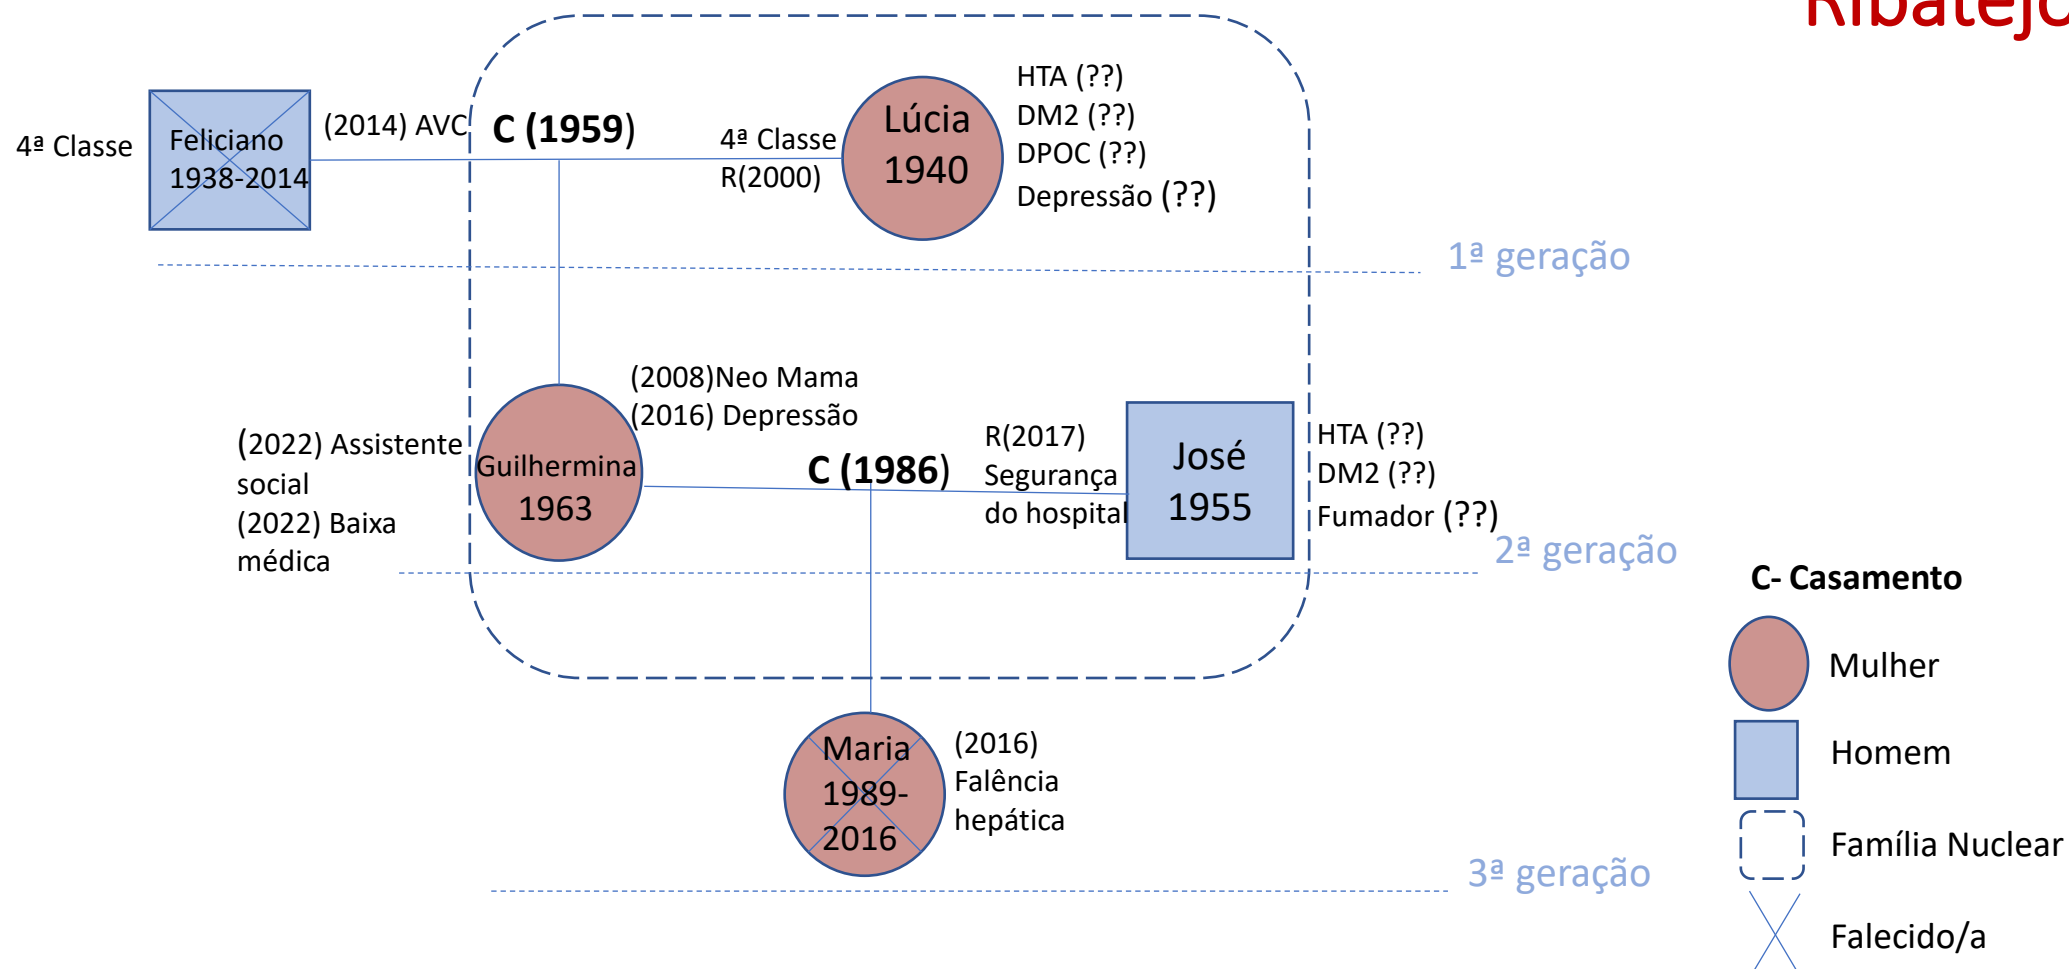 Ribatejo
4ª Classe
Feliciano
1938-2014
(2014) AVC
C (1959)
4ª Classe
R(2000)
Lúcia
1940
HTA (??)
DM2 (??)
DPOC (??)
Depressão (??)
1ª geração
(2022) Assistente
social
(2022) Baixa
médica
Guilhermina
1963
(2008)Neo Mama
(2016) Depressão
C (1986)
R(2017)
Segurança
do hospital
José
1955
HTA (??)
DM2 (??)
Fumador (??)
2ª geração
Maria
1989-
2016
(2016)
Falência
hepática
3ª geração
C- Casamento
Mulher
Homem
Família Nuclear
Falecido/a